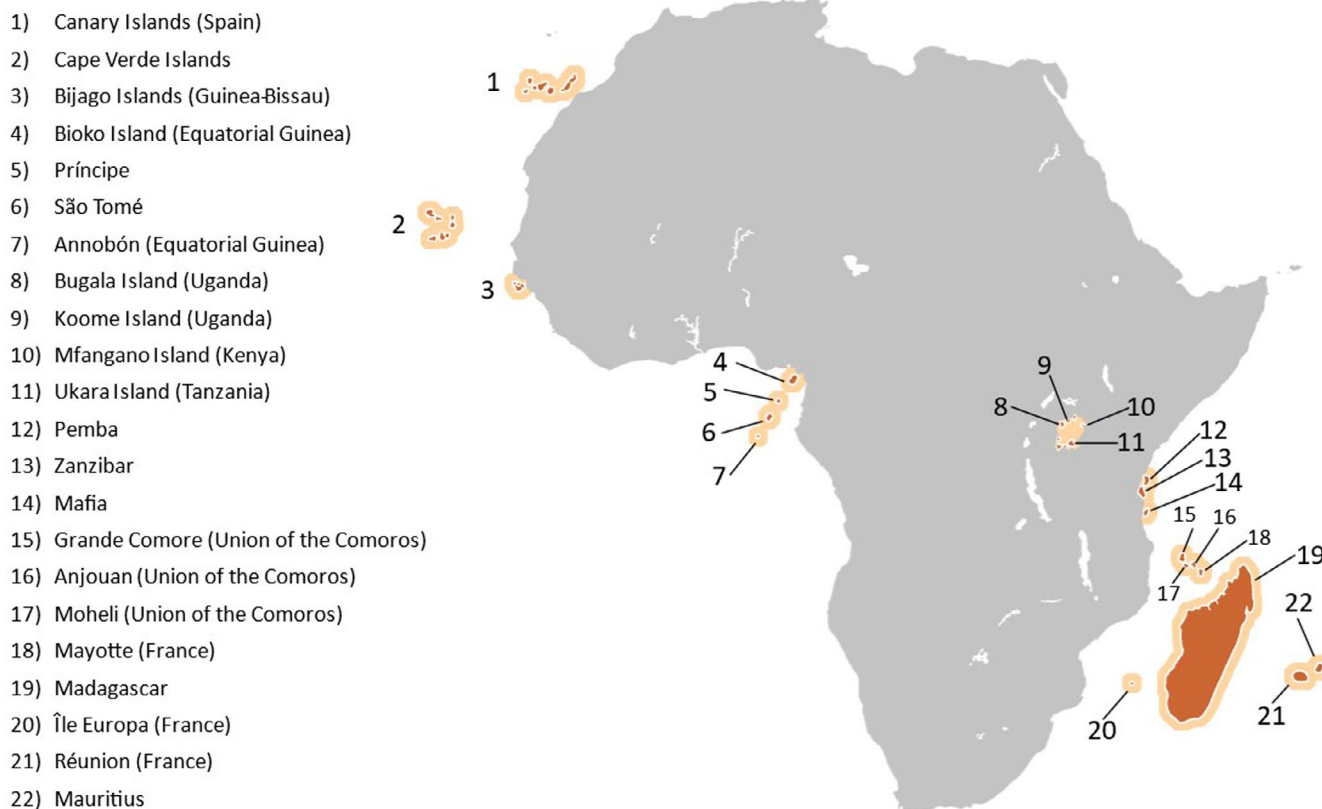 1) Canary Islands (Spain)
2) Cape Verde Islands
3) Bijago Islands (Guinea-Bissau)
4) Bioko Island (Equatorial Guinea)
5) Príncipe
6) São Tomé
7) Annobón (Equatorial Guinea)
8) Bugala Island (Uganda)
9) Koome Island (Uganda)
10) Mfangano Island (Kenya)
11) Ukara Island (Tanzania)
12) Pemba
13) Zanzibar
14) Mafia
15) Grande Comore (Union of the Comoros)
16) Anjouan (Union of the Comoros)
17) Moheli (Union of the Comoros)
18) Mayotte (France)
19) Madagascar
20) Île Europa (France)
21) Réunion (France)
22) Mauritius
1
2
3
4
5
6
7
8
9
10
11
12
13
14
15
16
17
18
19
20
21
22